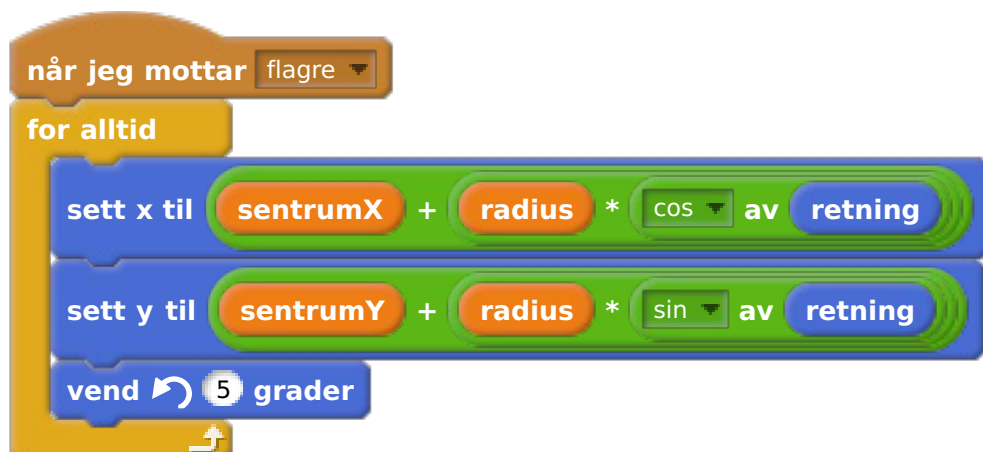 når jeg mottar flagre
for alltid
sett x til sentrumX + radius * cos av retning
sett y til sentrumY + radius * sin av retning
vend 5 grader